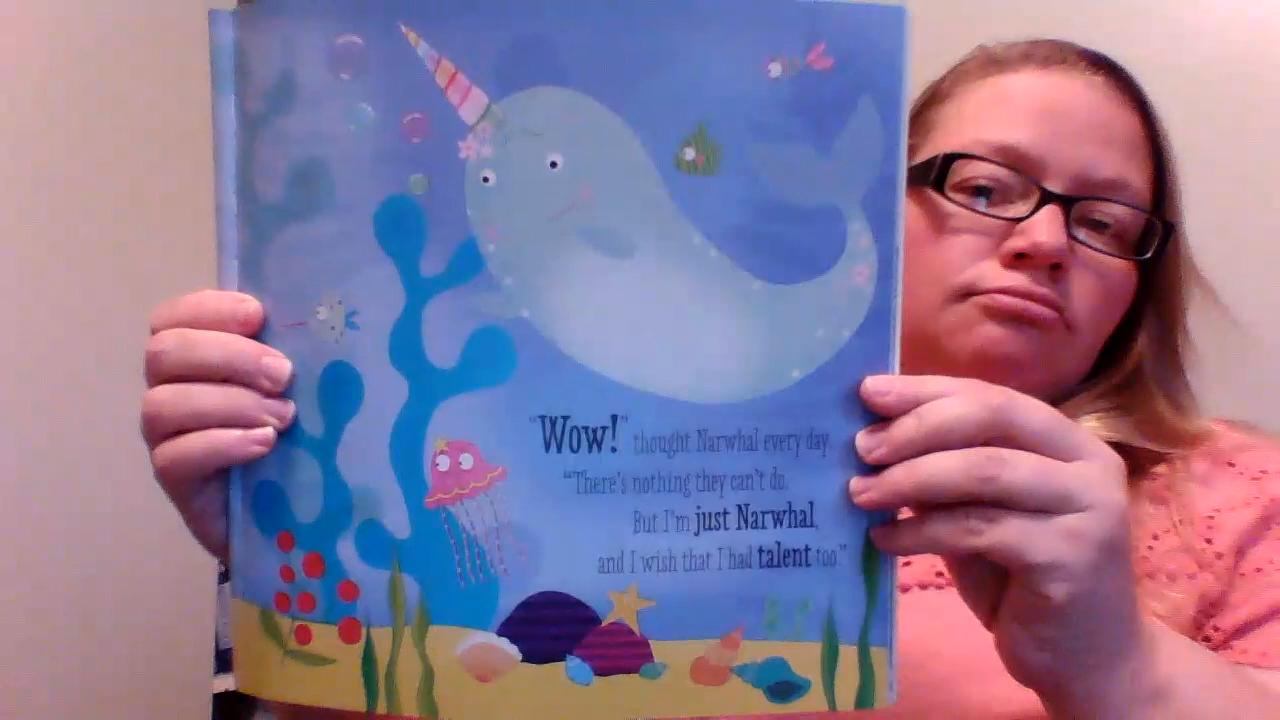 "Wow!" thought Narwhal every day.
"There's nothing they can't do.
But I'm just Narwhal,
and I wish that I had talent too."